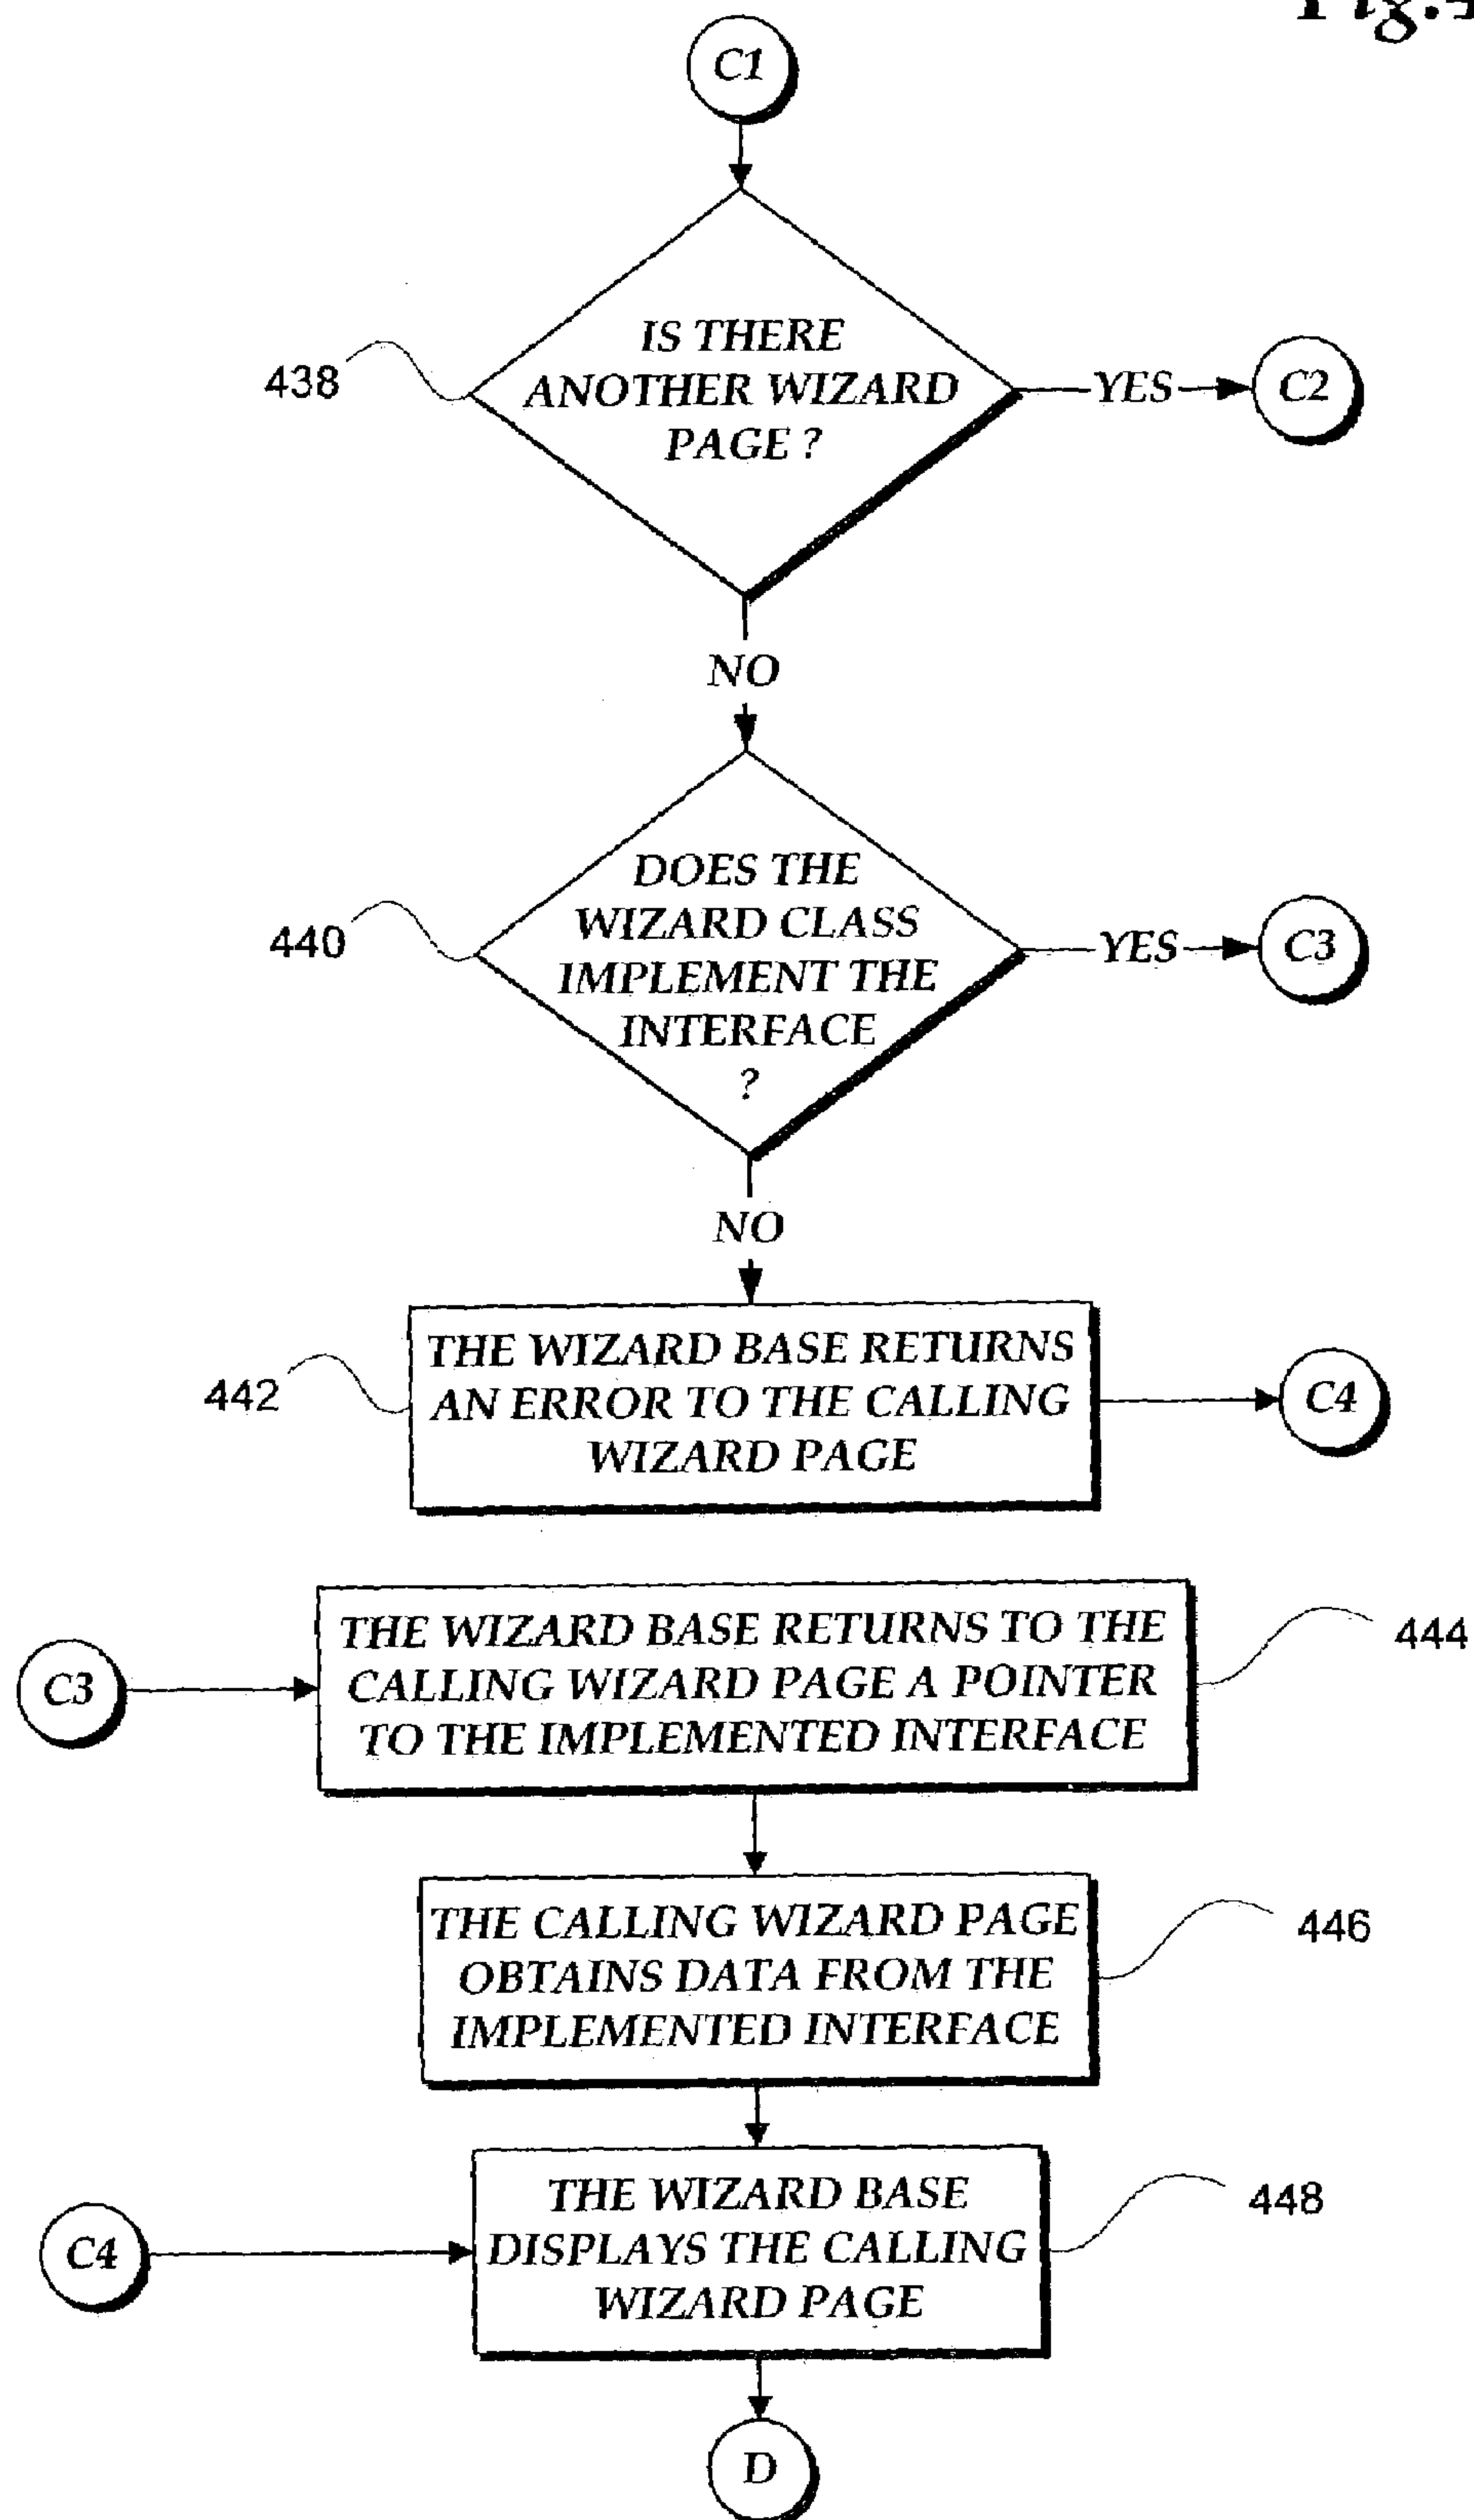 C1
IS THERE
ANOTHER WIZARD
PAGE ?
438
YES
C2
NO
DOES THE
WIZARD CLASS
IMPLEMENT THE
INTERFACE
?
440
YES
C3
NO
THE WIZARD BASE RETURNS
AN ERROR TO THE CALLING
WIZARD PAGE
442
C4
C3
THE WIZARD BASE RETURNS TO THE
CALLING WIZARD PAGE A POINTER
TO THE IMPLEMENTED INTERFACE
444
THE CALLING WIZARD PAGE
OBTAINS DATA FROM THE
IMPLEMENTED INTERFACE
446
C4
THE WIZARD BASE
DISPLAYS THE CALLING
WIZARD PAGE
448
D